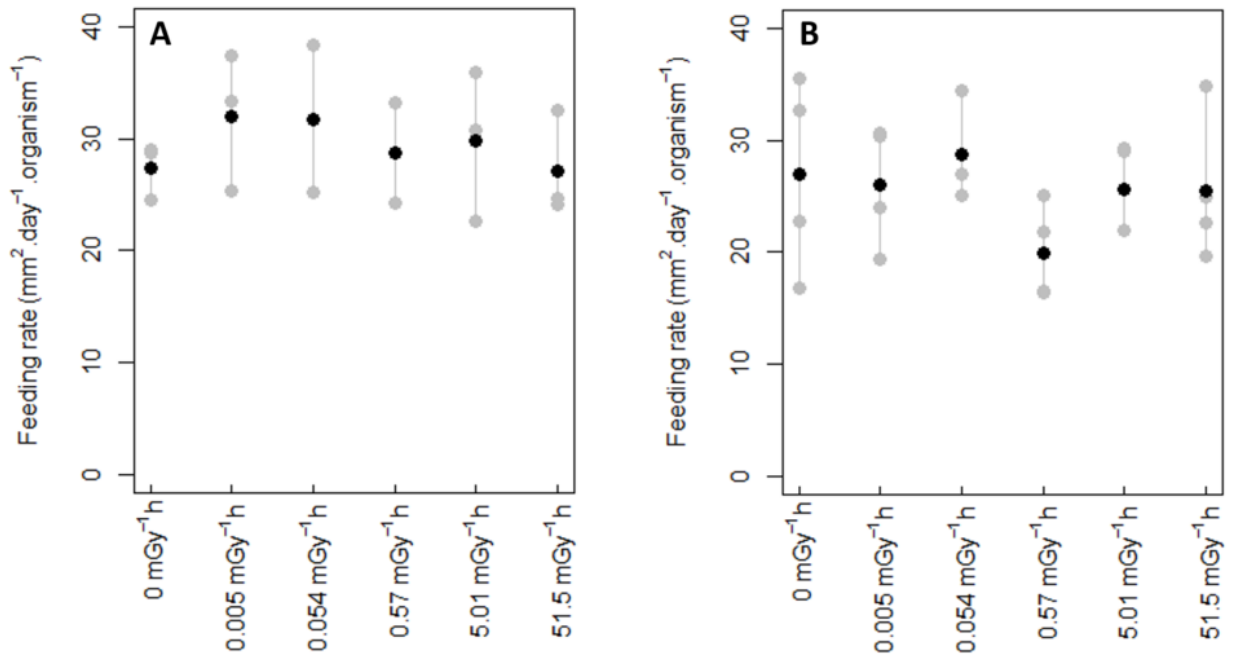 A
Feeding rate (mm².day⁻¹.organism⁻¹)
40
30
20
10
0
0 mGy⁻¹h
0.005 mGy⁻¹h
0.054 mGy⁻¹h
0.57 mGy⁻¹h
5.01 mGy⁻¹h
51.5 mGy⁻¹h
B
Feeding rate (mm².day⁻¹.organism⁻¹)
40
30
20
10
0
0 mGy⁻¹h
0.005 mGy⁻¹h
0.054 mGy⁻¹h
0.57 mGy⁻¹h
5.01 mGy⁻¹h
51.5 mGy⁻¹h